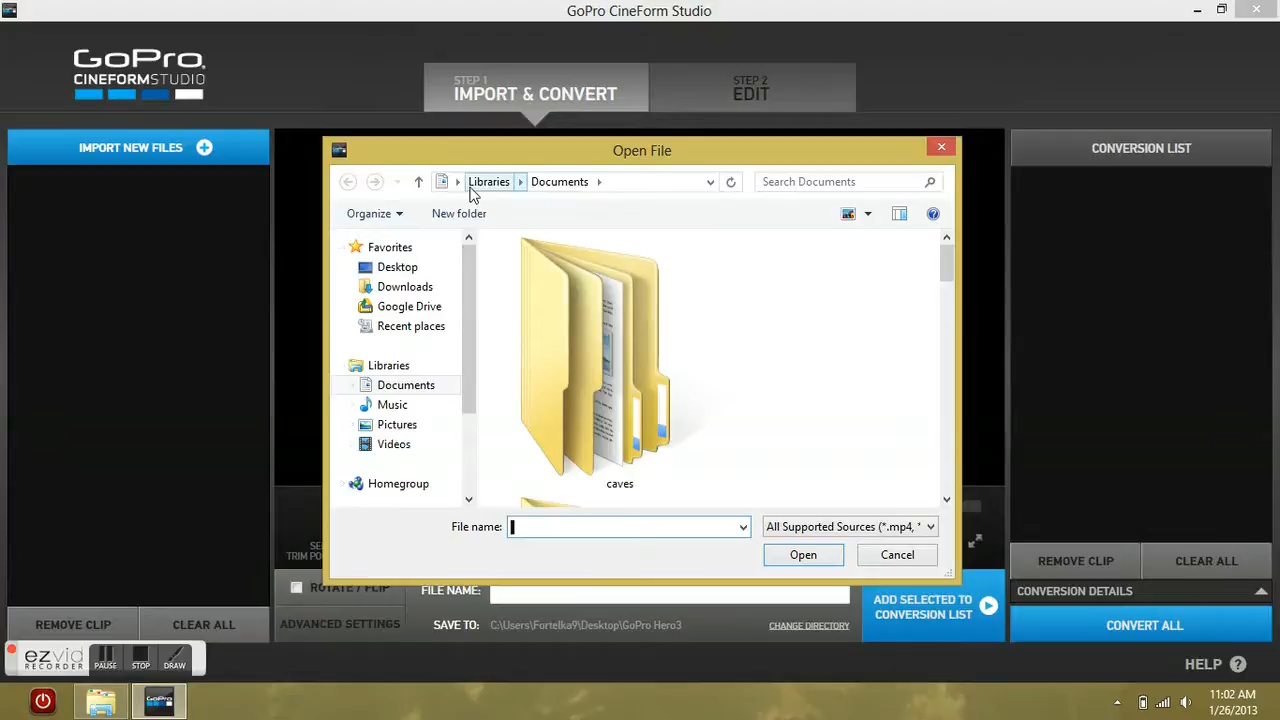 GoPro CineForm Studio
GoPro
CINEFORMSTUDIO
STEP 1
IMPORT & CONVERT
STEP 2
EDIT
IMPORT NEW FILES
CONVERSION LIST
Open File
Libraries
Documents
Search Documents
Organize
New folder
Favorites
Desktop
Downloads
Google Drive
Recent places
Libraries
Documents
Music
Pictures
Videos
Homegroup
caves
File name:
All Supported Sources (*.mp4, *
Open
Cancel
TRIM
ROTATE / FLIP
ADVANCED SETTINGS
FILE NAME:
SAVE TO:
C:\Users\Fortelka9\Desktop\GoPro Hero3
CHANGE DIRECTORY
ADD SELECTED TO
CONVERSION LIST
REMOVE CLIP
CLEAR ALL
CONVERSION DETAILS
CONVERT ALL
REMOVE CLIP
CLEAR ALL
ezvid
RECORDER
PAUSE
STOP
DRAW
HELP
GoPro
11:02 AM
1/26/2013